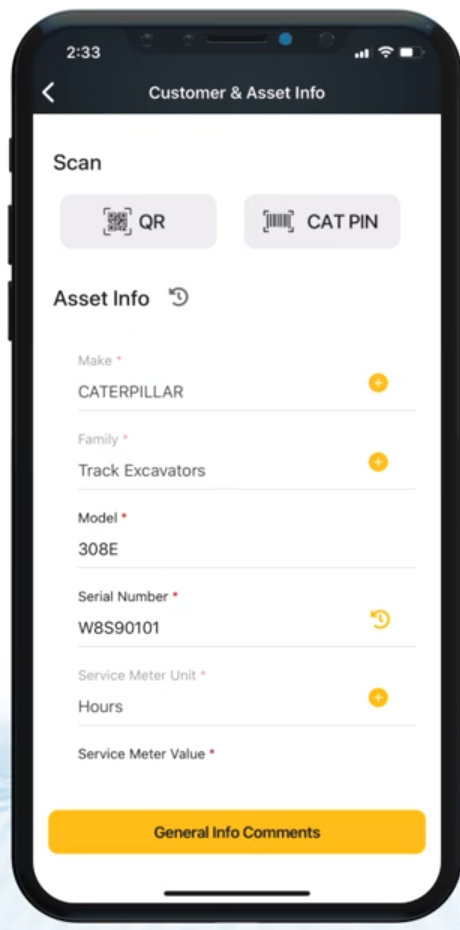 2:33
Customer & Asset Info
Scan
QR
CAT PIN
Asset Info
Make *
CATERPILLAR
Family *
Track Excavators
Model *
308E
Serial Number *
W8S90101
Service Meter Unit *
Hours
Service Meter Value *
General Info Comments